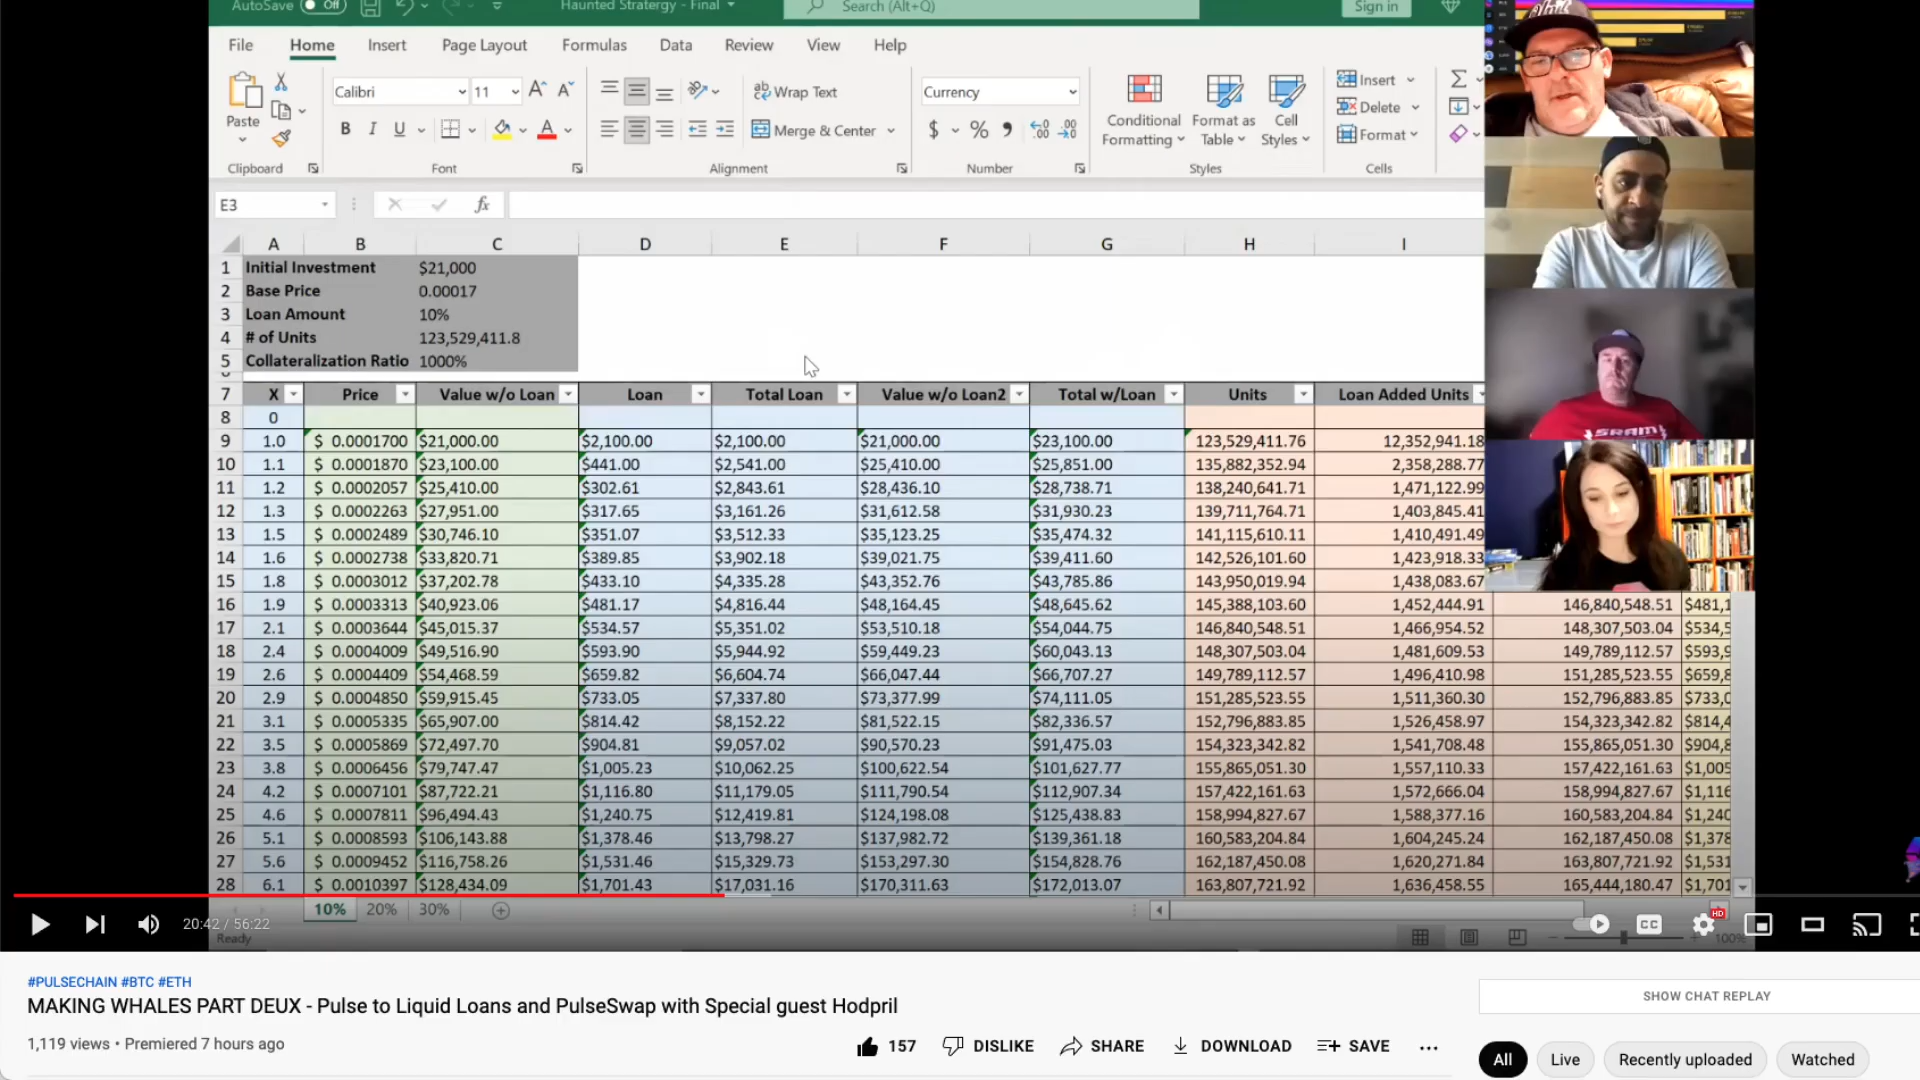 AutoSave Off Haunted Stratergy - Final Search (Alt+Q) Sign in
File Home Insert Page Layout Formulas Data Review View Help
Calibri 11 Wrap Text Currency Insert
Paste Merge & Center Conditional Formatting Format as Table Cell Styles Delete
Format
Clipboard Font Alignment Number Styles Cells
E3 fx
A B C D E F G H I
1 Initial Investment $21,000
2 Base Price 0.00017
3 Loan Amount 10%
4 # of Units 123,529,411.8
5 Collateralization Ratio 1000%
7 X Price Value w/o Loan Loan Total Loan Value w/o Loan2 Total w/Loan Units Loan Added Units
8 0
9 1.0 $ 0.0001700 $21,000.00 $2,100.00 $2,100.00 $21,000.00 $23,100.00 123,529,411.76 12,352,941.18
10 1.1 $ 0.0001870 $23,100.00 $441.00 $2,541.00 $25,410.00 $25,851.00 135,882,352.94 2,358,288.77
11 1.2 $ 0.0002057 $25,410.00 $302.61 $2,843.61 $28,436.10 $28,738.71 138,240,641.71 1,471,122.99
12 1.3 $ 0.0002263 $27,951.00 $317.65 $3,161.26 $31,612.58 $31,930.23 139,711,764.71 1,403,845.41
13 1.5 $ 0.0002489 $30,746.10 $351.07 $3,512.33 $35,123.25 $35,474.32 141,115,610.11 1,410,491.49
14 1.6 $ 0.0002738 $33,820.71 $389.85 $3,902.18 $39,021.75 $39,411.60 142,526,101.60 1,423,918.33
15 1.8 $ 0.0003012 $37,202.78 $433.10 $4,335.28 $43,352.76 $43,785.86 143,950,019.94 1,438,083.67
16 1.9 $ 0.0003313 $40,923.06 $481.17 $4,816.44 $48,164.45 $48,645.62 145,388,103.60 1,452,444.91 146,840,548.51 $481,1
17 2.1 $ 0.0003644 $45,015.37 $534.57 $5,351.02 $53,510.18 $54,044.75 146,840,548.51 1,466,954.52 148,307,503.04 $534,5
18 2.4 $ 0.0004009 $49,516.90 $593.90 $5,944.92 $59,449.23 $60,043.13 148,307,503.04 1,481,609.53 149,789,112.57 $593,9
19 2.6 $ 0.0004409 $54,468.59 $659.82 $6,604.74 $66,047.44 $66,707.27 149,789,112.57 1,496,410.98 151,285,523.55 $659,8
20 2.9 $ 0.0004850 $59,915.45 $733.05 $7,337.80 $73,377.99 $74,111.05 151,285,523.55 1,511,360.30 152,796,883.85 $733,0
21 3.1 $ 0.0005335 $65,907.00 $814.42 $8,152.22 $81,522.15 $82,336.57 152,796,883.85 1,526,458.97 154,323,342.82 $814,4
22 3.5 $ 0.0005869 $72,497.70 $904.81 $9,057.02 $90,570.23 $91,475.03 154,323,342.82 1,541,708.48 155,865,051.30 $904,8
23 3.8 $ 0.0006456 $79,747.47 $1,005.23 $10,062.25 $100,622.54 $101,627.77 155,865,051.30 1,557,110.33 157,422,161.63 $1,005
24 4.2 $ 0.0007101 $87,722.21 $1,116.80 $11,179.05 $111,790.54 $112,907.34 157,422,161.63 1,572,666.04 158,994,827.67 $1,116
25 4.6 $ 0.0007811 $96,494.43 $1,240.75 $12,419.81 $124,198.08 $125,438.83 158,994,827.67 1,588,377.16 160,583,204.84 $1,240
26 5.1 $ 0.0008593 $106,143.88 $1,378.46 $13,798.27 $137,982.72 $139,361.18 160,583,204.84 1,604,245.24 162,187,450.08 $1,378
27 5.6 $ 0.0009452 $116,758.26 $1,531.46 $15,329.73 $153,297.30 $154,828.76 162,187,450.08 1,620,271.84 163,807,721.92 $1,531
28 6.1 $ 0.0010397 $128,434.09 $1,701.43 $17,031.16 $170,311.63 $172,013.07 163,807,721.92 1,636,458.55 165,444,180.47 $1,701
10% 20% 30%
20:42 / 56:22 CC HD
Ready 100%
SRAM
#PULSECHAIN #BTC #ETH
MAKING WHALES PART DEUX - Pulse to Liquid Loans and PulseSwap with Special guest Hodpril
1,119 views • Premiered 7 hours ago
157 DISLIKE SHARE DOWNLOAD SAVE
SHOW CHAT REPLAY
All Live Recently uploaded Watched